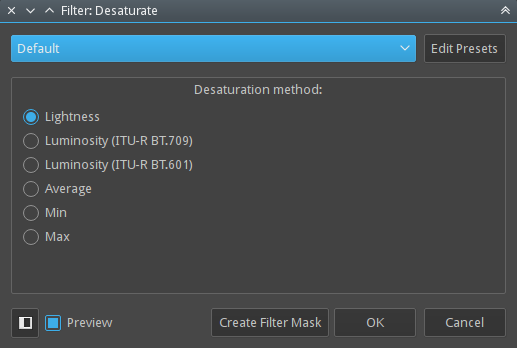 Filter: Desaturate
Default
Edit Presets
Desaturation method:
Lightness
Luminosity (ITU-R BT.709)
Luminosity (ITU-R BT.601)
Average
Min
Max
Preview
Create Filter Mask
OK
Cancel